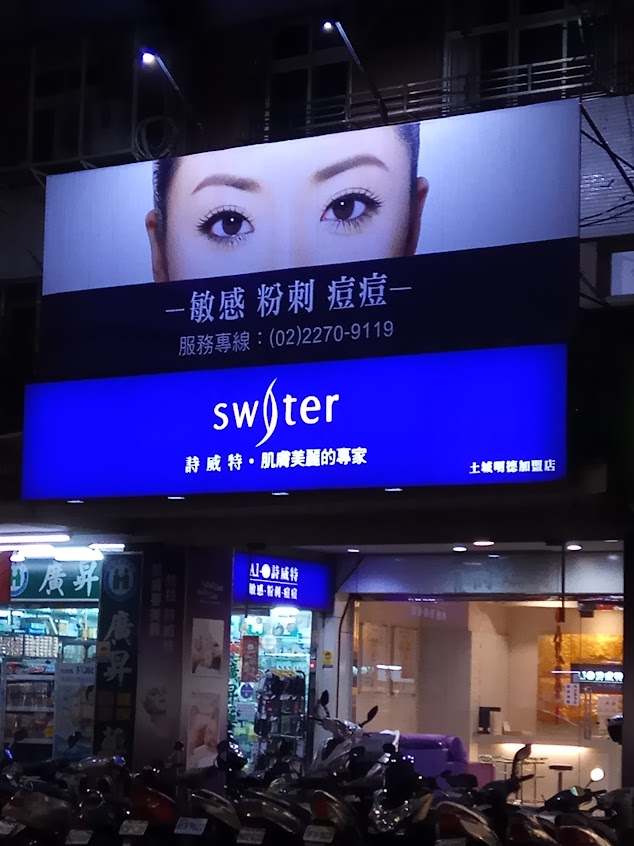 —敏感 粉刺 痘痘—
服務專線：(02)2270-9119
switer
詩威特・肌膚美麗的專家
土城明德加盟店
廣昇
廣昇
A.I-詩威特
敏感·粉刺·痘痘